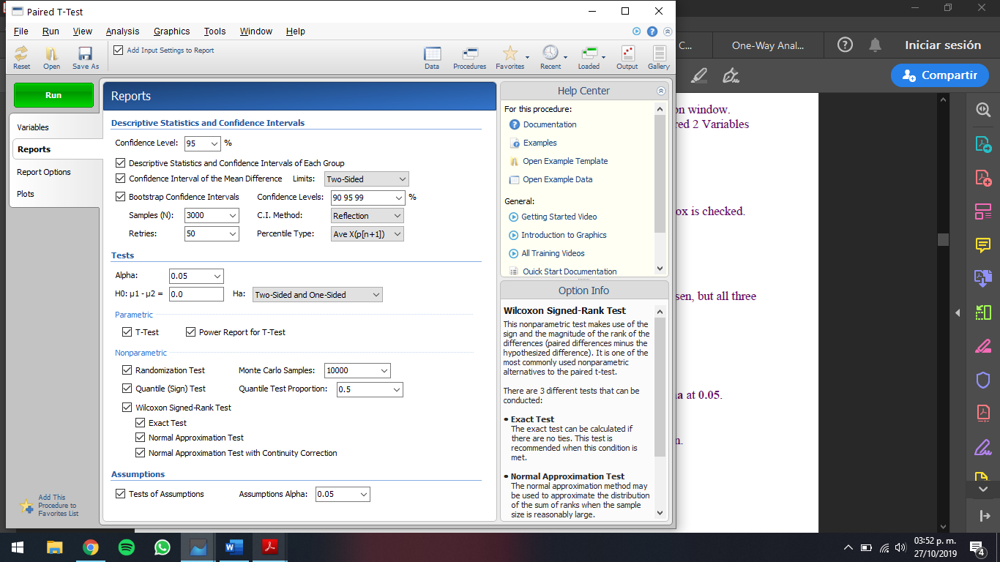 Paired T-Test
File Run View Analysis Graphics Tools Window Help
Reset Open Save As Add Input Settings to Report Data Procedures Favorites Recent Loaded Output Gallery
Run
Variables
Reports
Report Options
Plots
Add This
Procedure to
Favorites List
Reports
Descriptive Statistics and Confidence Intervals
Confidence Level: 95 %
Descriptive Statistics and Confidence Intervals of Each Group
Confidence Interval of the Mean Difference Limits: Two-Sided
Bootstrap Confidence Intervals Confidence Levels: 90 95 99 %
Samples (N): 3000 C.I. Method: Reflection
Retries: 50 Percentile Type: Ave X(p[n+1])
Tests
Alpha: 0.05
H0: μ1 - μ2 = 0.0 Ha: Two-Sided and One-Sided
Parametric
T-Test Power Report for T-Test
Nonparametric
Randomization Test Monte Carlo Samples: 10000
Quantile (Sign) Test Quantile Test Proportion: 0.5
Wilcoxon Signed-Rank Test
Exact Test
Normal Approximation Test
Normal Approximation Test with Continuity Correction
Assumptions
Tests of Assumptions Assumptions Alpha: 0.05
Help Center
For this procedure:
Documentation
Examples
Open Example Template
Open Example Data
General:
Getting Started Video
Introduction to Graphics
All Training Videos
Quick Start Documentation
Option Info
Wilcoxon Signed-Rank Test
This nonparametric test makes use of the
sign and the magnitude of the rank of the
differences (paired differences minus the
hypothesized difference). It is one of the
most commonly used nonparametric
alternatives to the paired t-test.
There are 3 different tests that can be
conducted:
• Exact Test
The exact test can be calculated if
there are no ties. This test is
recommended when this condition is
met.
• Normal Approximation Test
The normal approximation method may
be used to approximate the distribution
of the sum of ranks when the sample
size is reasonably large.
C... One-Way Anal... Iniciar sesión
Compartir
on window.
red 2 Variables
ox is checked.
sen, but all three
a at 0.05.
n.
03:52 p. m.
27/10/2019
4